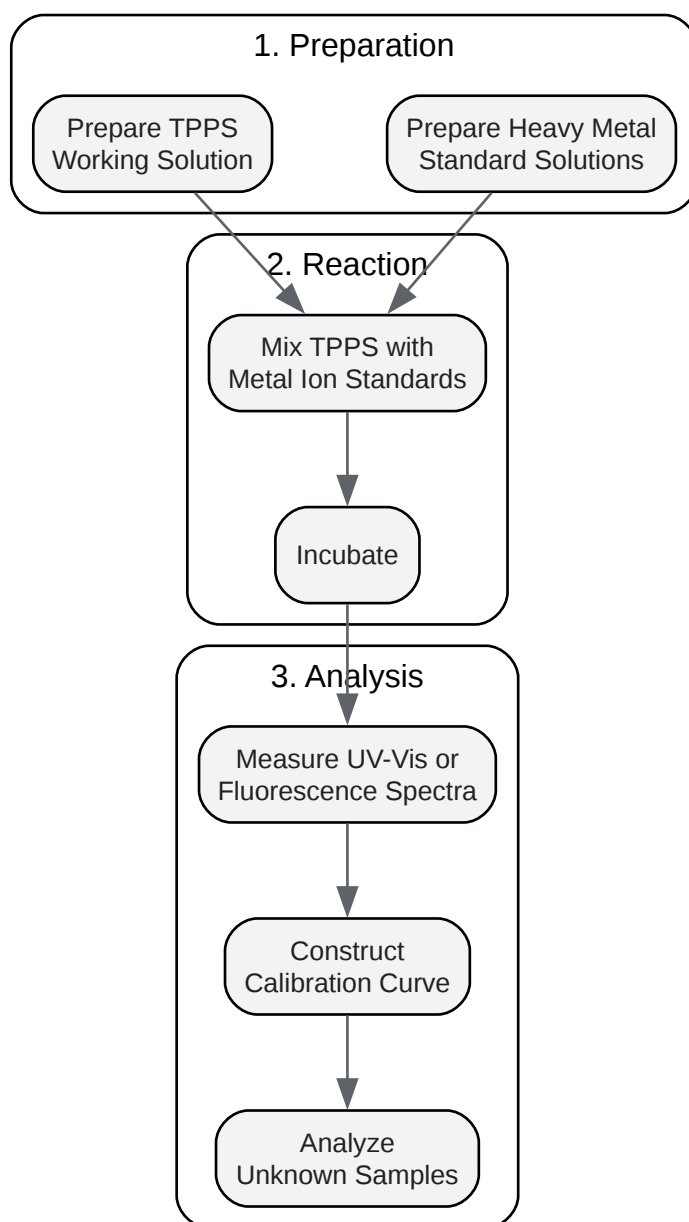 1. Preparation
Prepare TPPS
Working Solution
Prepare Heavy Metal
Standard Solutions
2. Reaction
Mix TPPS with
Metal Ion Standards
Incubate
3. Analysis
Measure UV-Vis or
Fluorescence Spectra
Construct
Calibration Curve
Analyze
Unknown Samples